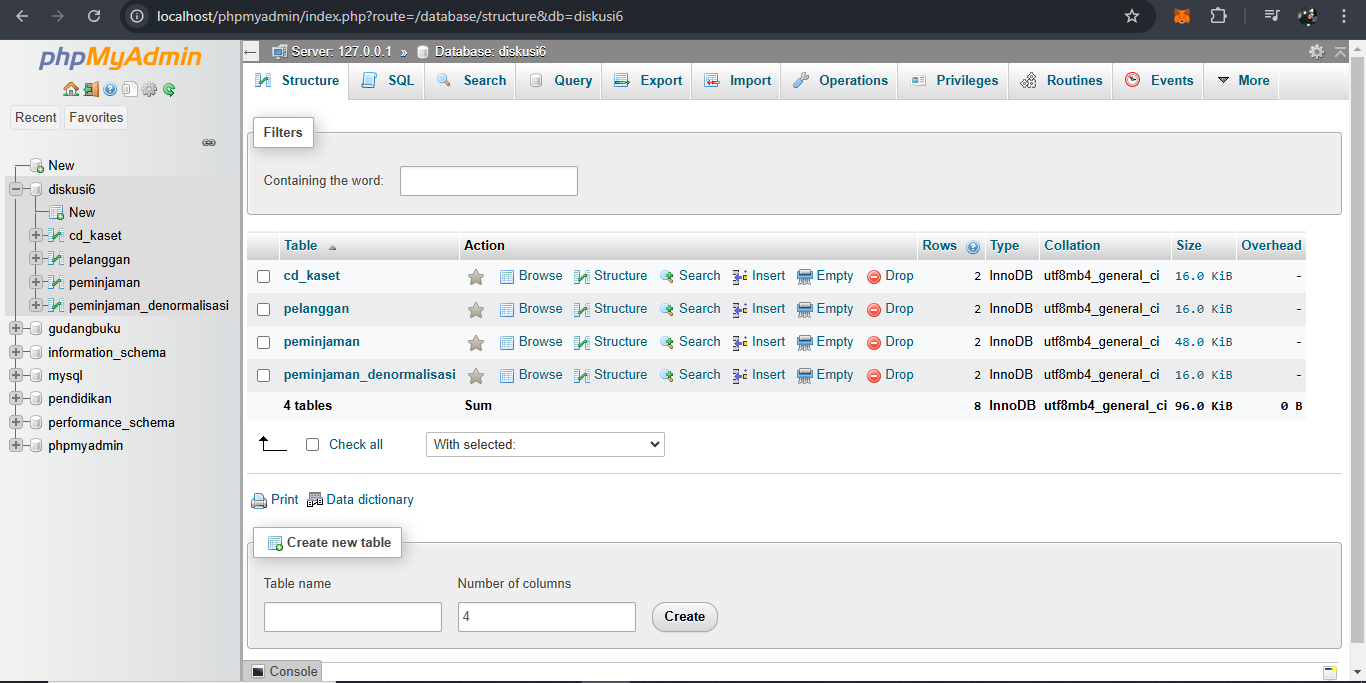 localhost/phpmyadmin/index.php?route=/database/structure&db=diskusi6
phpMyAdmin
Recent Favorites
New
diskusi6
New
cd_kaset
pelanggan
peminjaman
peminjaman_denormalisasi
gudangbuku
information_schema
mysql
pendidikan
performance_schema
phpmyadmin
Server: 127.0.0.1 » Database: diskusi6
Structure SQL Search Query Export Import Operations Privileges Routines Events More
Filters
Containing the word:
Table Action Rows Type Collation Size Overhead
cd_kaset Browse Structure Search Insert Empty Drop 2 InnoDB utf8mb4_general_ci 16.0 KiB -
pelanggan Browse Structure Search Insert Empty Drop 2 InnoDB utf8mb4_general_ci 16.0 KiB -
peminjaman Browse Structure Search Insert Empty Drop 2 InnoDB utf8mb4_general_ci 48.0 KiB -
peminjaman_denormalisasi Browse Structure Search Insert Empty Drop 2 InnoDB utf8mb4_general_ci 16.0 KiB -
4 tables Sum 8 InnoDB utf8mb4_general_ci 96.0 KiB 0 B
Check all With selected:
Print Data dictionary
Create new table
Table name Number of columns
4 Create
Console